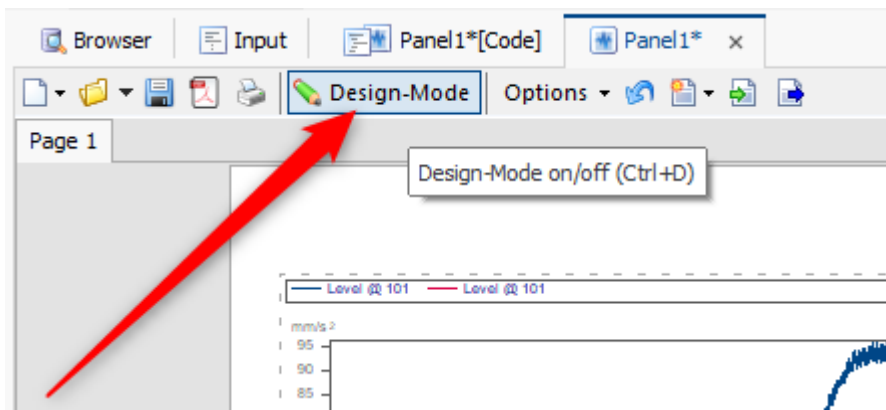 Browser Input Panel1*[Code] Panel1* ×
Design-Mode Options
Page 1
Design-Mode on/off (Ctrl+D)
Level @ 101 Level @ 101
mm/s 2
95
90
85